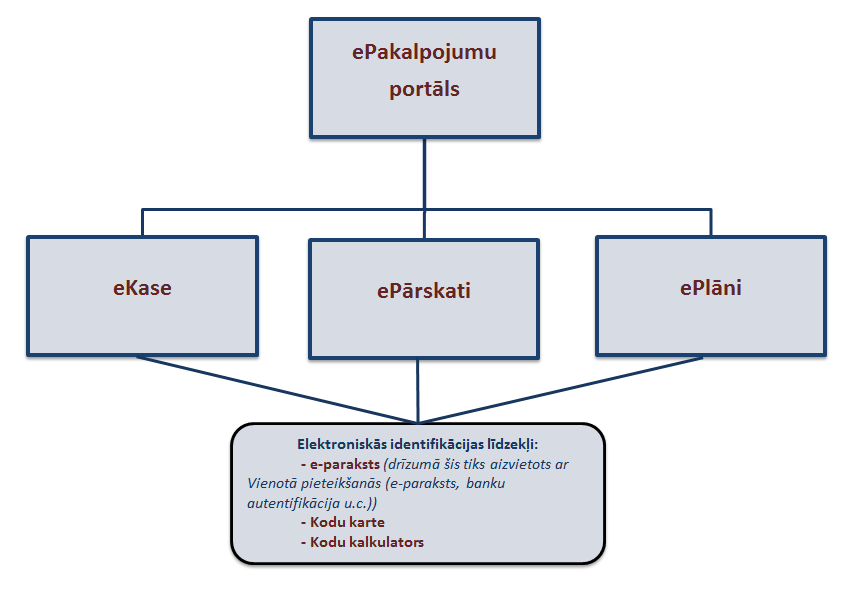 ePakalpojumu
portāls
eKase
ePārskati
ePlāni
Elektroniskās identifikācijas līdzekļi:
- e-paraksts (drīzumā šis tiks aizvietots ar
Vienotā pieteikšanās (e-paraksts, banku
autentifikācija u.c.))
- Kodu karte
- Kodu kalkulators